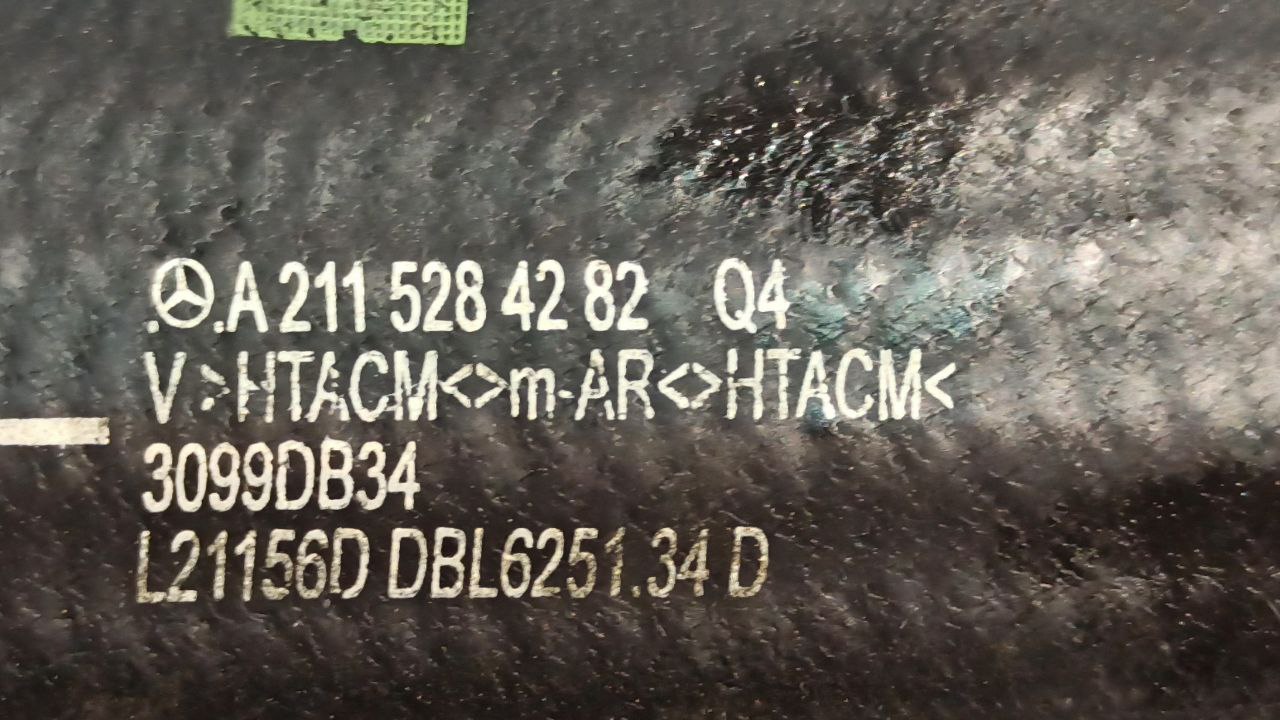 .A 211 528 42 82 Q4
V >HTACM<>m-AR<>HTACM<
3099DB34
L21156D DBL6251.34 D